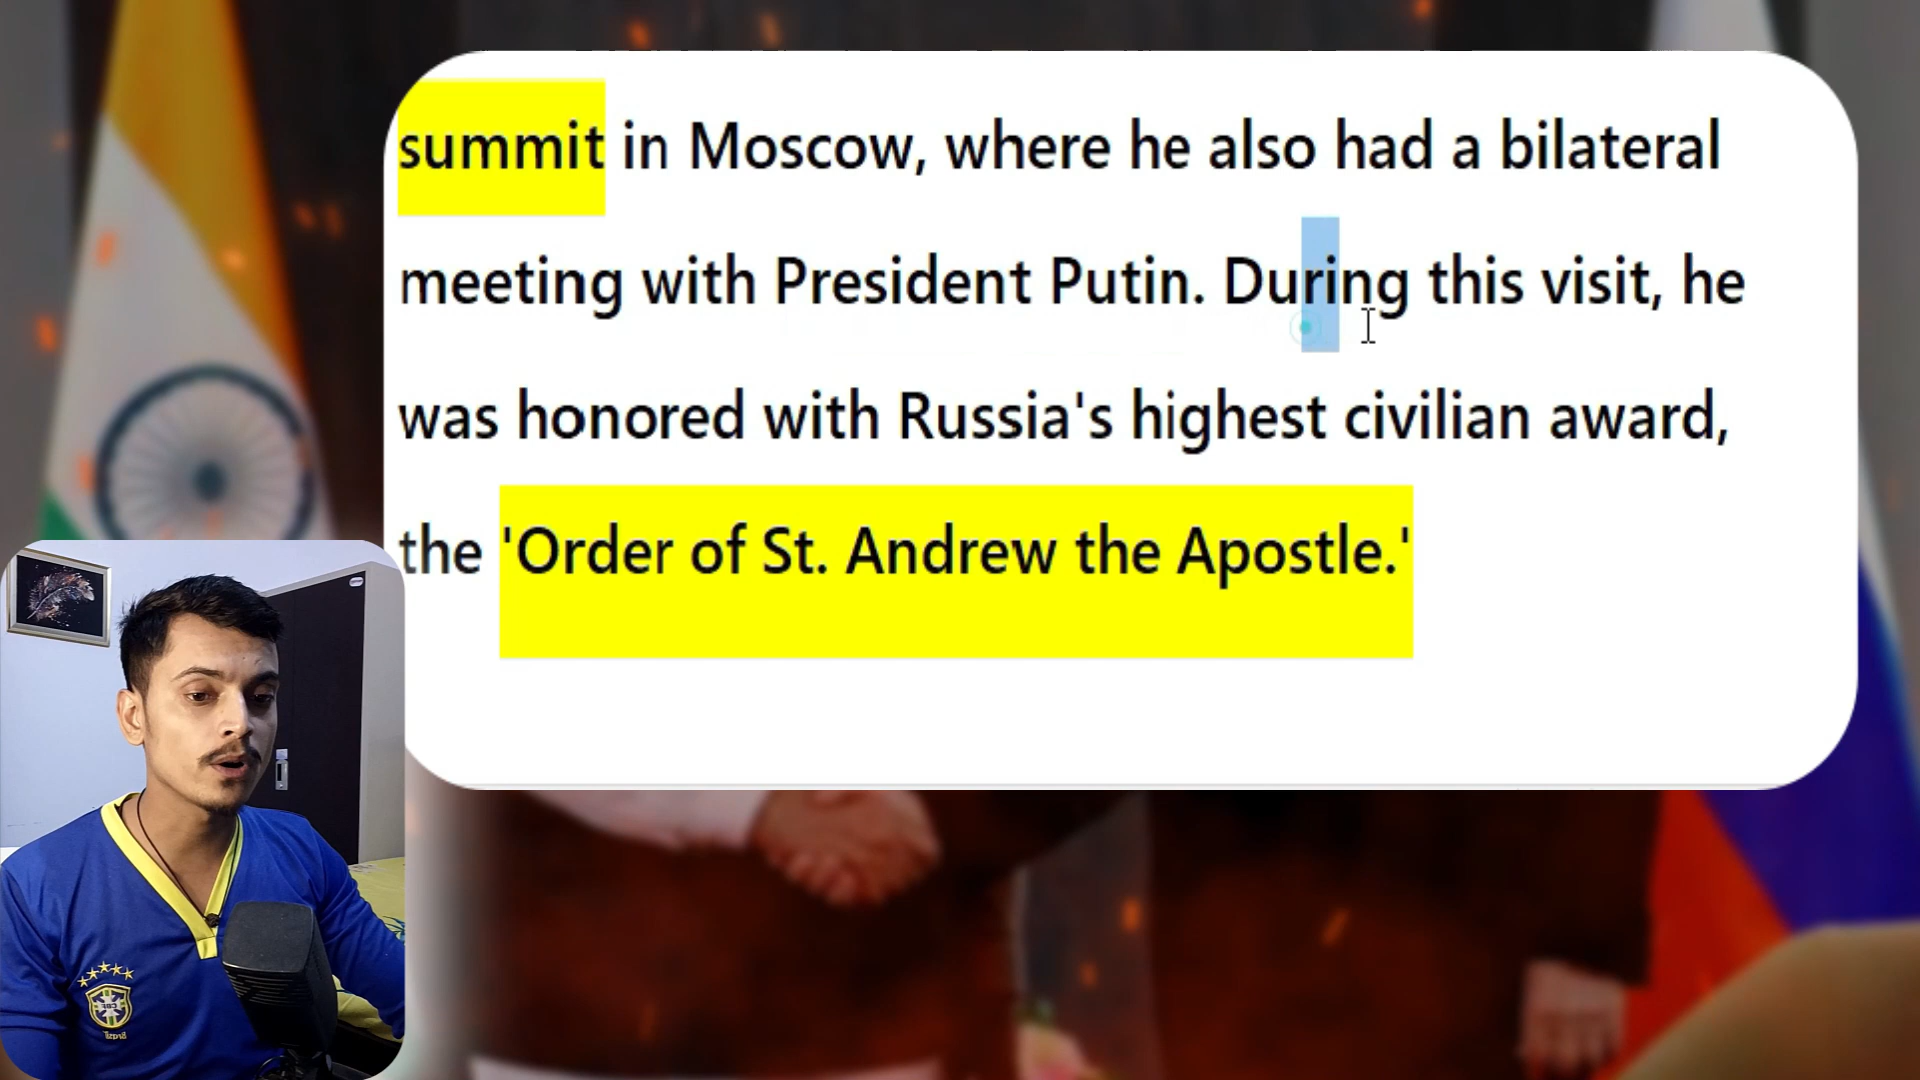 summit in Moscow, where he also had a bilateral
meeting with President Putin. During this visit, he
was honored with Russia's highest civilian award,
the 'Order of St. Andrew the Apostle.'